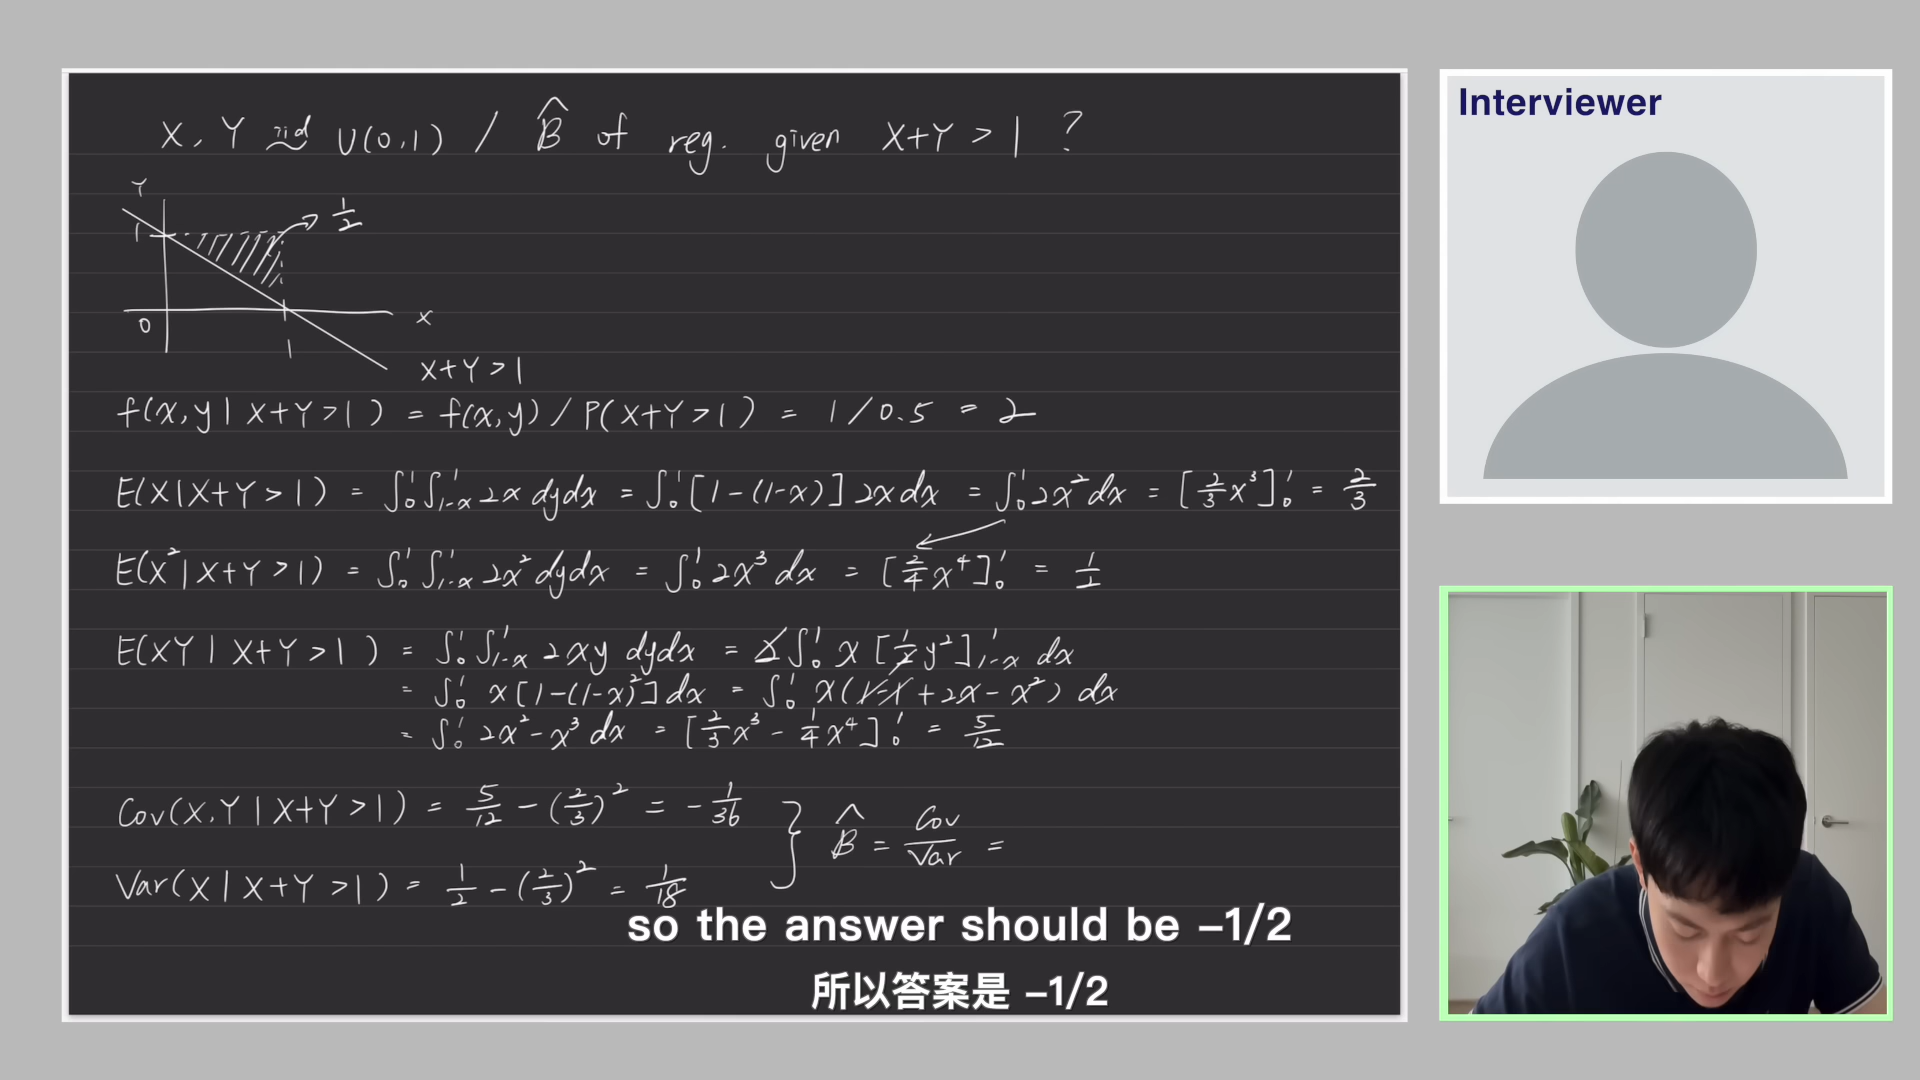 X, Y iid ~ U(0,1) / B̂ of reg. given X+Y > 1 ?
Y
1/2
1
0
1
X
X+Y > 1
f(x,y | X+Y>1) = f(x,y) / P(X+Y>1) = 1 / 0.5 = 2
E(X|X+Y>1) = ∫₀¹∫₁₋ₓ¹ 2x dydx = ∫₀¹ [1-(1-x)] 2x dx = ∫₀¹ 2x² dx = [2/3 x³]₀¹ = 2/3
E(X²|X+Y>1) = ∫₀¹∫₁₋ₓ¹ 2x² dydx = ∫₀¹ 2x³ dx = [2/4 x⁴]₀¹ = 1/2
E(XY | X+Y>1) = ∫₀¹∫₁₋ₓ¹ 2xy dydx = 2∫₀¹ x [1/2 y²]₁₋ₓ¹ dx
= ∫₀¹ x[1-(1-x)²] dx = ∫₀¹ x(1-1+2x-x²) dx
= ∫₀¹ 2x²-x³ dx = [2/3 x³ - 1/4 x⁴]₀¹ = 5/12
Cov(X,Y | X+Y>1) = 5/12 - (2/3)² = -1/36
Var(X | X+Y>1) = 1/2 - (2/3)² = 1/18
B̂ = Cov/Var =
so the answer should be –1/2
所以答案是 –1/2
Interviewer